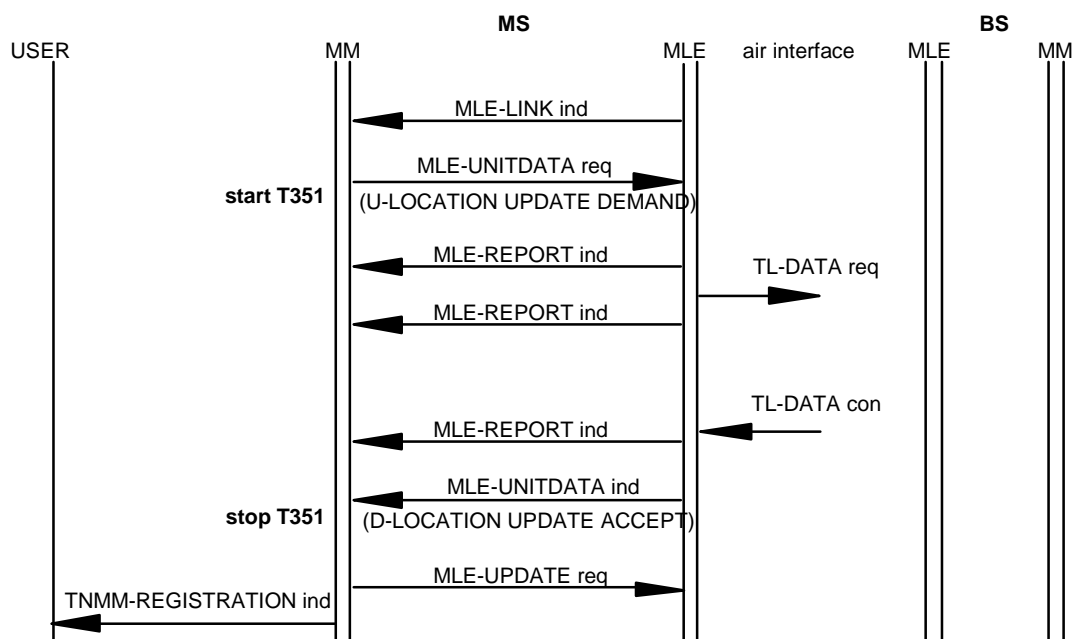 MS BS
USER MM MLE air interface MLE MM
MLE-LINK ind
MLE-UNITDATA req
start T351
(U-LOCATION UPDATE DEMAND)
MLE-REPORT ind
TL-DATA req
MLE-REPORT ind
TL-DATA con
MLE-REPORT ind
MLE-UNITDATA ind
stop T351
(D-LOCATION UPDATE ACCEPT)
MLE-UPDATE req
TNMM-REGISTRATION ind